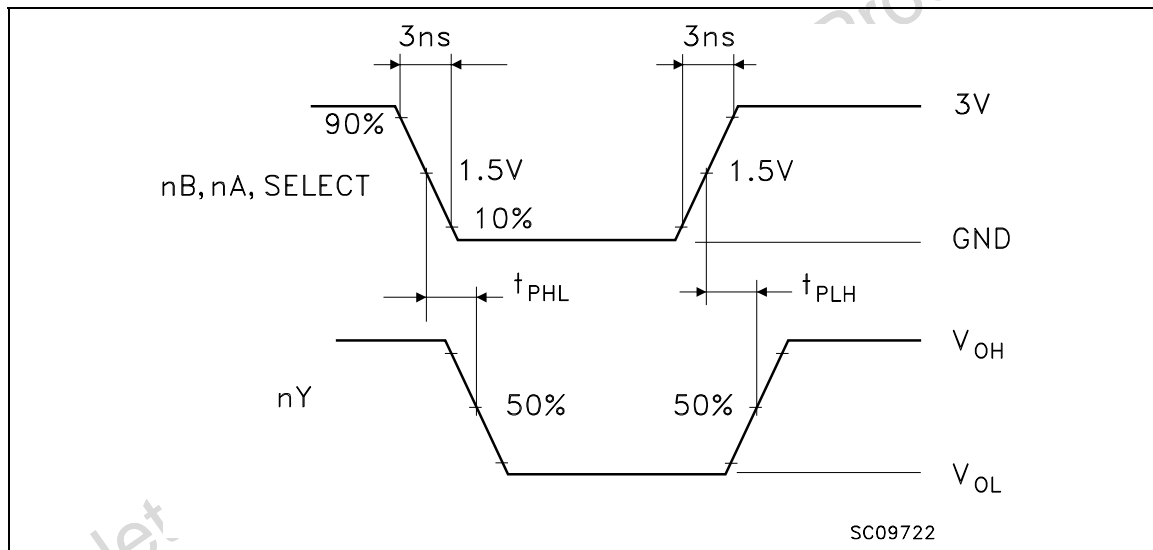 3ns 3ns
3V
90%
1.5V 1.5V
nB, nA, SELECT
10%
GND
tPHL tPLH
VOH
nY 50% 50%
VOL
SC09722